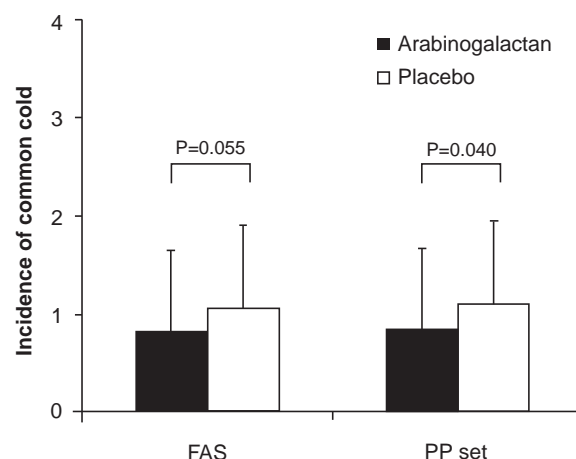 Incidence of common cold
4
3
2
1
0
Arabinogalactan
Placebo
P=0.055
P=0.040
FAS
PP set